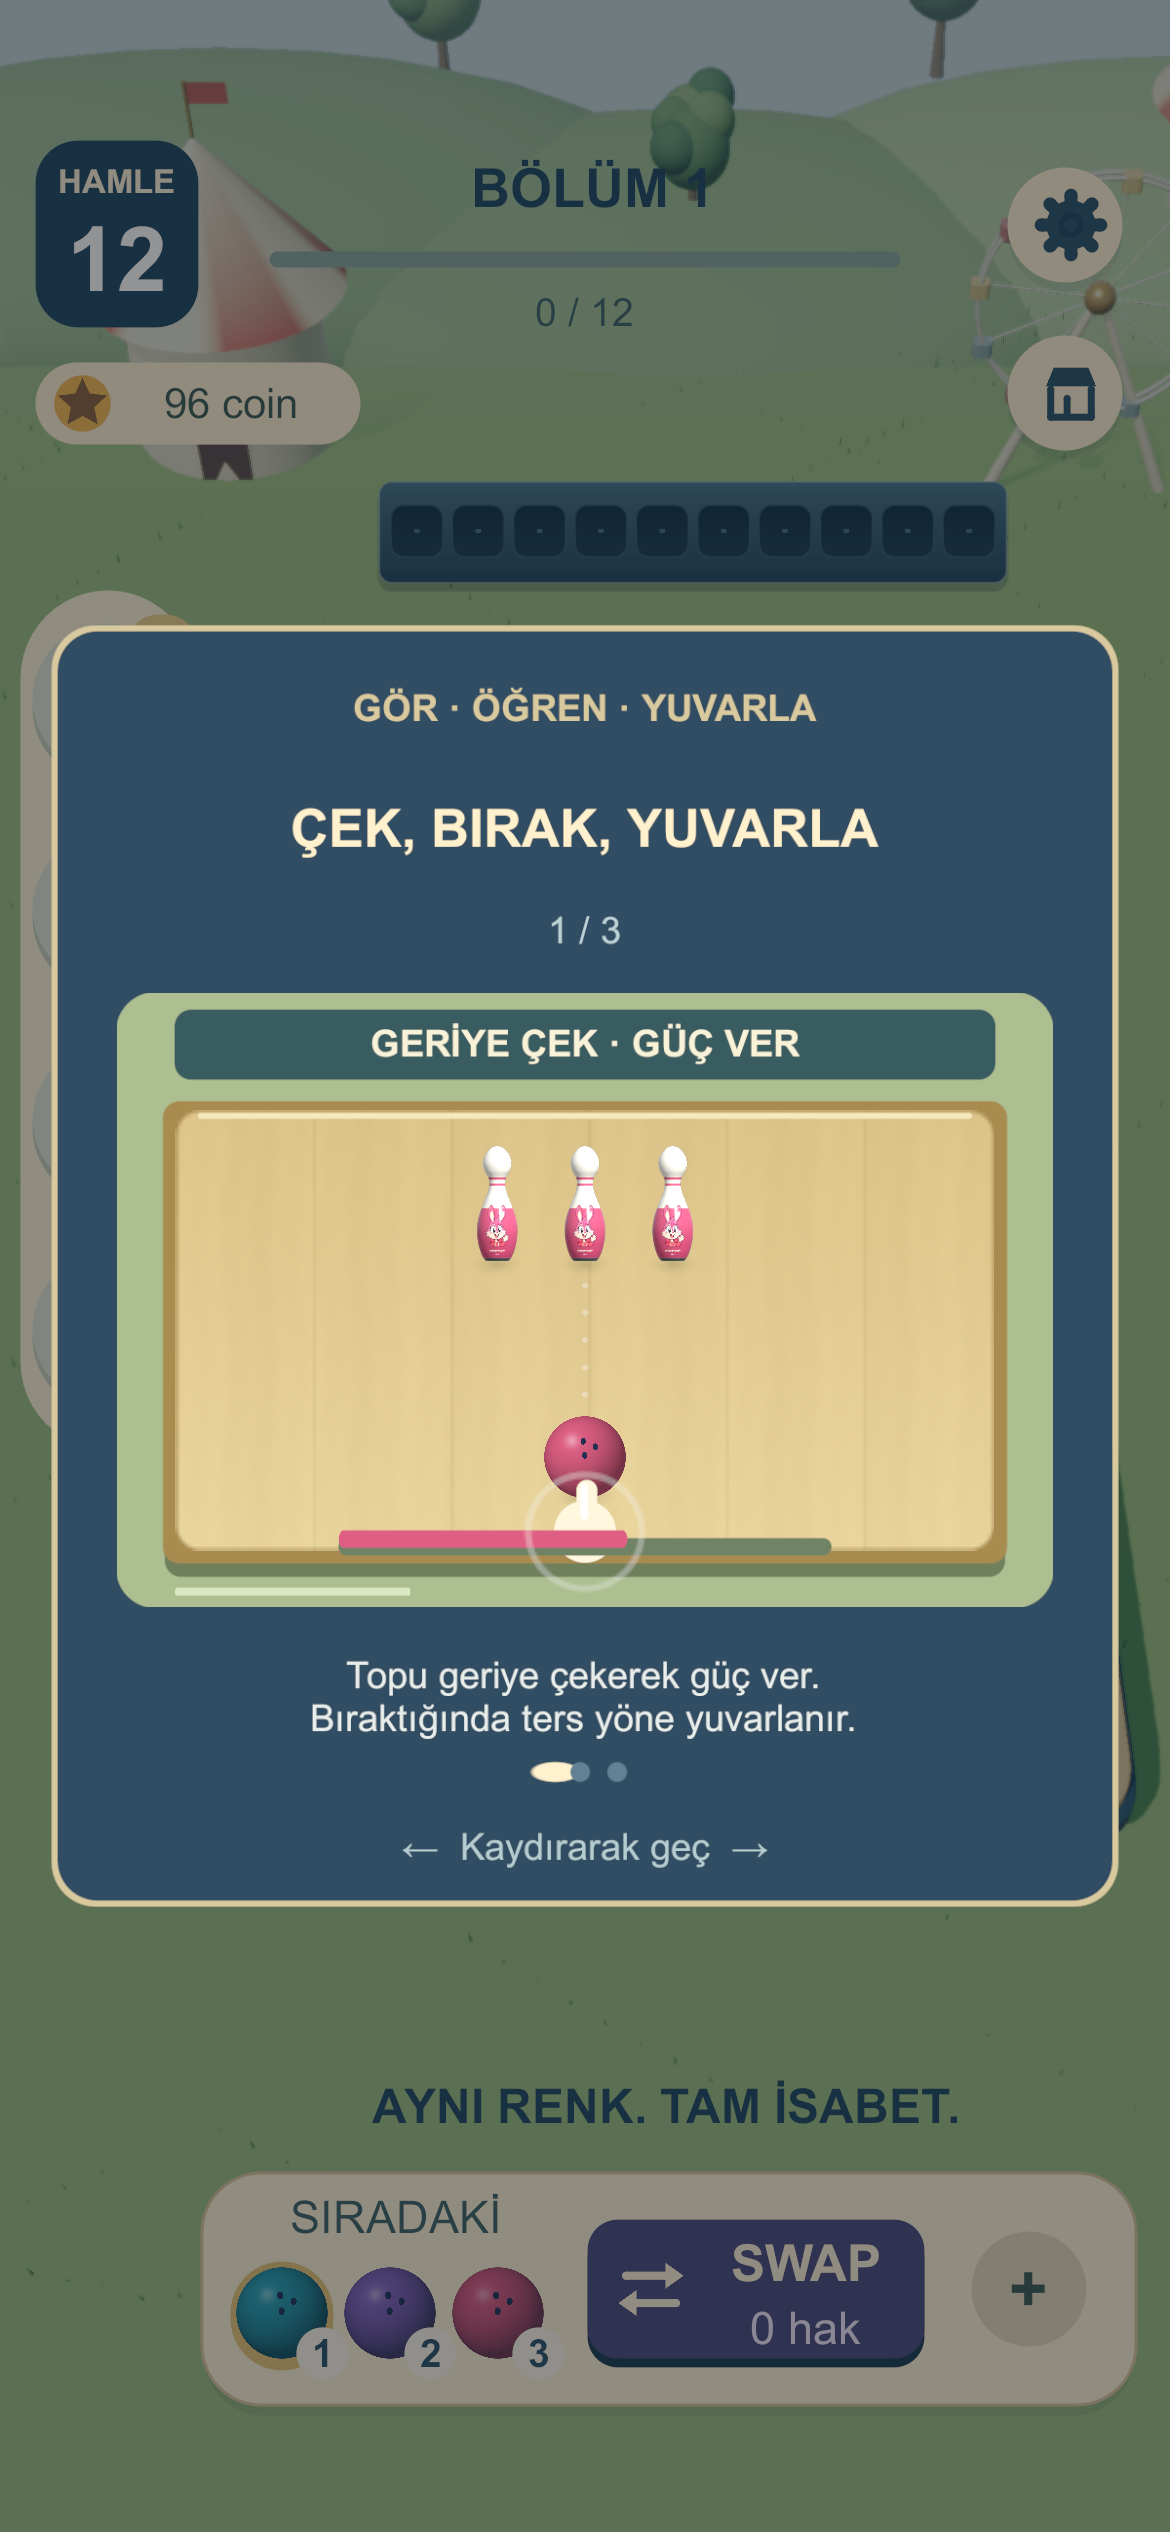 HAMLE
12
BÖLÜM 1
0 / 12
96 coin
GÖR · ÖĞREN · YUVARLA
ÇEK, BIRAK, YUVARLA
1 / 3
GERİYE ÇEK · GÜÇ VER
Topu geriye çekerek güç ver.
Bıraktığında ters yöne yuvarlanır.
← Kaydırarak geç →
AYNI RENK. TAM İSABET.
SIRADAKİ
1
2
3
SWAP
0 hak
+